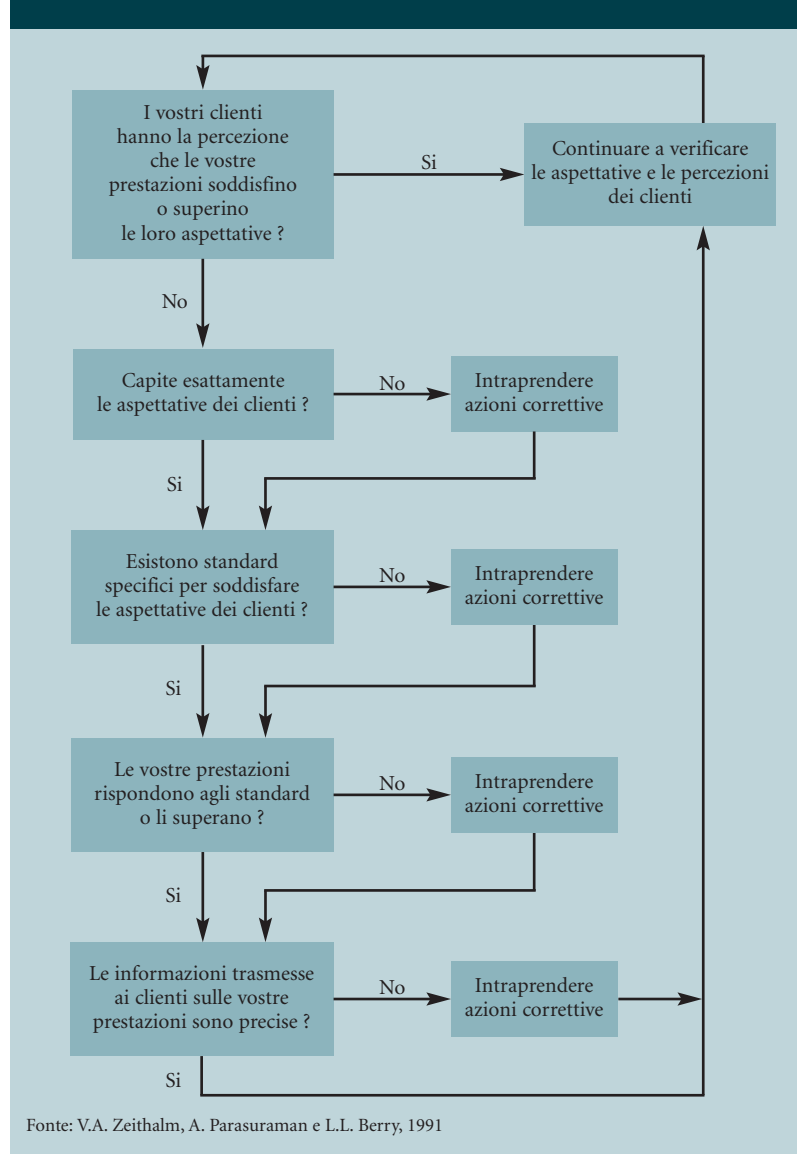 I vostri clienti
hanno la percezione
che le vostre
prestazioni soddisfino
o superino
le loro aspettative ?
Si
Continuare a verificare
le aspettative e le percezioni
dei clienti
No
Capite esattamente
le aspettative dei clienti ?
No
Intraprendere
azioni correttive
Si
Esistono standard
specifici per soddisfare
le aspettative dei clienti ?
No
Intraprendere
azioni correttive
Si
Le vostre prestazioni
rispondono agli standard
o li superano ?
No
Intraprendere
azioni correttive
Si
Le informazioni trasmesse
ai clienti sulle vostre
prestazioni sono precise ?
No
Intraprendere
azioni correttive
Si
Fonte: V.A. Zeithalm, A. Parasuraman e L.L. Berry, 1991